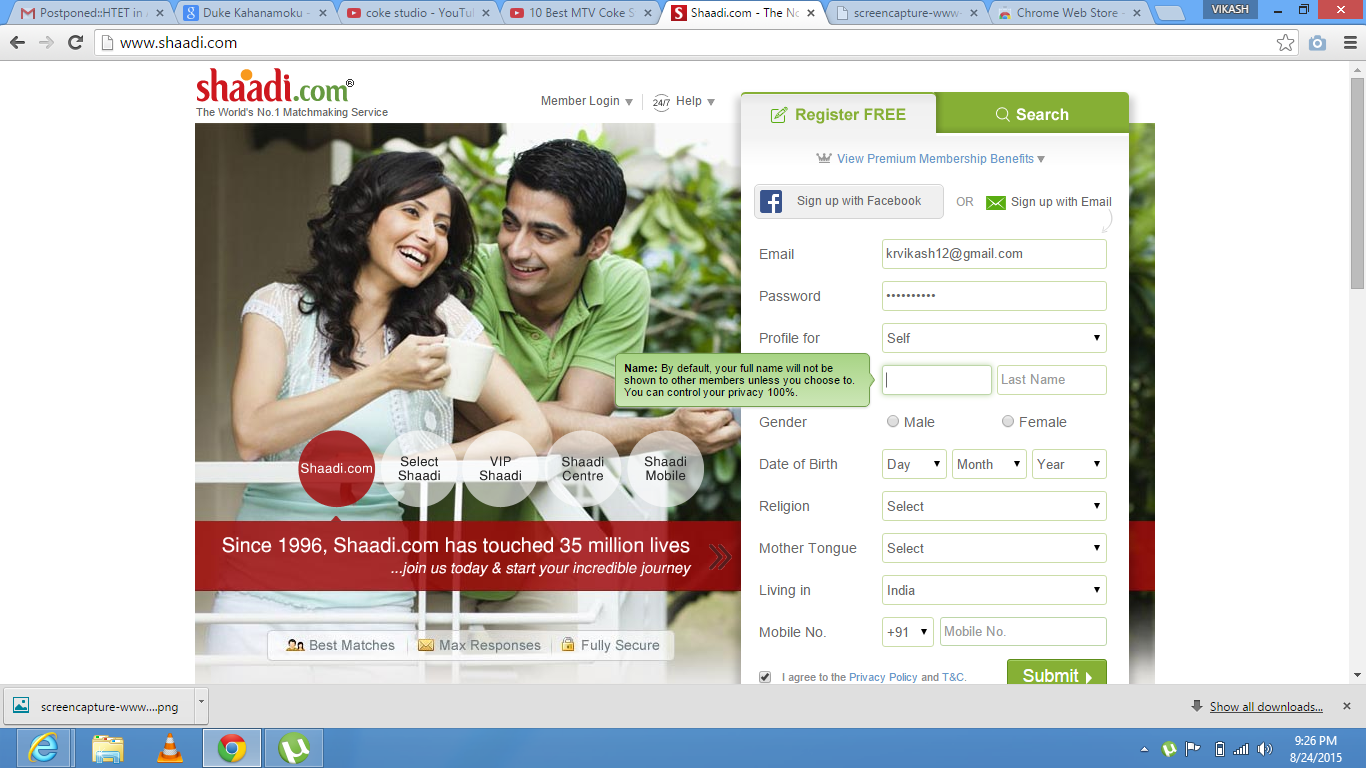 Postponed::HTET in
Duke Kahanamoku -
coke studio - YouTu
10 Best MTV Coke S
Shaadi.com - The No
screencapture-www-
Chrome Web Store -
VIKASH
www.shaadi.com
shaadi.com®
The World's No.1 Matchmaking Service
Member Login
24/7 Help
Register FREE
Search
View Premium Membership Benefits
Sign up with Facebook
OR
Sign up with Email
Email
krvikash12@gmail.com
Password
••••••••••
Profile for
Self
Name: By default, your full name will not be
shown to other members unless you choose to.
You can control your privacy 100%.
Last Name
Gender
Male
Female
Date of Birth
Day
Month
Year
Religion
Select
Mother Tongue
Select
Living in
India
Mobile No.
+91
Mobile No.
I agree to the Privacy Policy and T&C.
Submit
Shaadi.com
Select
Shaadi
VIP
Shaadi
Shaadi
Centre
Shaadi
Mobile
Since 1996, Shaadi.com has touched 35 million lives
...join us today & start your incredible journey
Best Matches
Max Responses
Fully Secure
screencapture-www....png
Show all downloads...
9:26 PM
8/24/2015